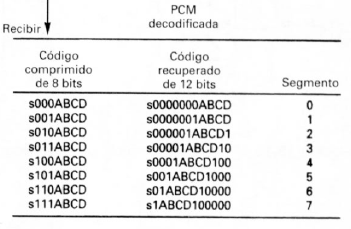 PCM
decodificada
Recibir
Código comprimido de 8 bits Código recuperado de 12 bits Segmento
s000ABCD s0000000ABCD 0
s001ABCD s0000001ABCD 1
s010ABCD s000001ABCD1 2
s011ABCD s00001ABCD10 3
s100ABCD s0001ABCD100 4
s101ABCD s001ABCD1000 5
s110ABCD s01ABCD10000 6
s111ABCD s1ABCD100000 7